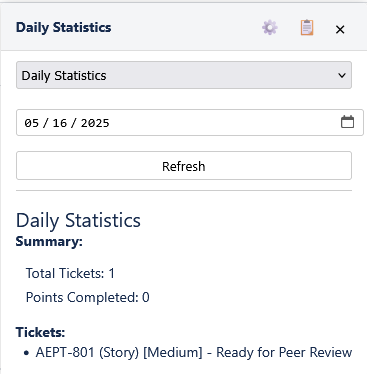 Daily Statistics
Daily Statistics
05 / 16 / 2025
Refresh
Daily Statistics
Summary:
Total Tickets: 1
Points Completed: 0
Tickets:
• AEPT-801 (Story) [Medium] - Ready for Peer Review